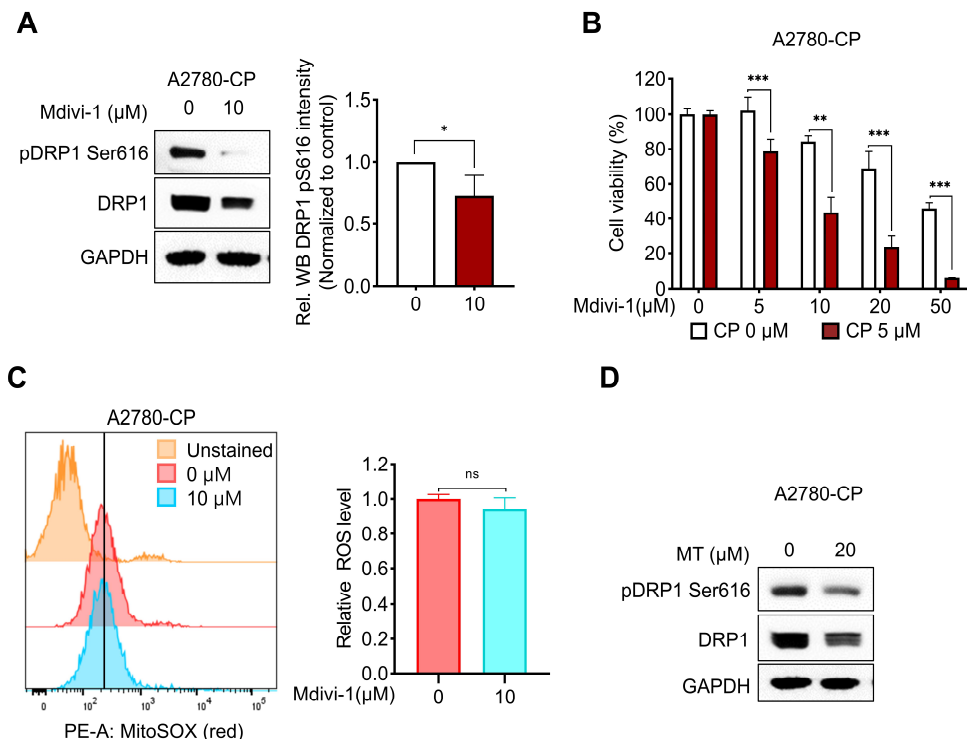 A
A2780-CP
Mdivi-1 (µM) 0 10
pDRP1 Ser616
DRP1
GAPDH
Rel. WB DRP1 pS616 intensity
(Normalized to control)
1.5
1.0
0.5
0.0
*
0 10
B
A2780-CP
Cell viability (%)
120
100
80
60
40
20
0
*** ** *** ***
Mdivi-1(µM) 0 5 10 20 50
CP 0 µM CP 5 µM
C
A2780-CP
Unstained
0 µM
10 µM
0 10² 10³ 10⁴ 10⁵
PE-A: MitoSOX (red)
Relative ROS level
1.2
1.0
0.8
0.6
0.4
0.2
0.0
ns
Mdivi-1(µM) 0 10
D
A2780-CP
MT (µM) 0 20
pDRP1 Ser616
DRP1
GAPDH